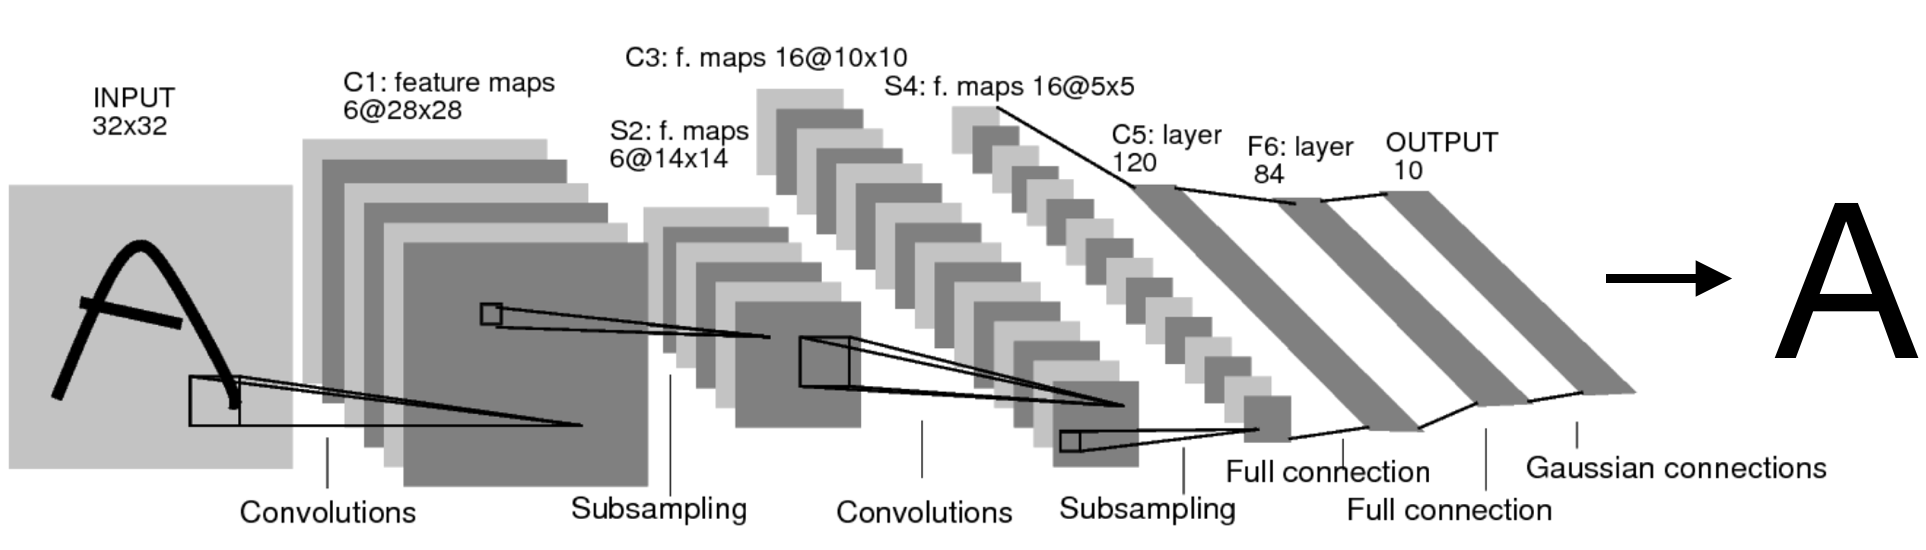 INPUT
32x32
C1: feature maps
6@28x28
S2: f. maps
6@14x14
C3: f. maps 16@10x10
S4: f. maps 16@5x5
C5: layer
120
F6: layer
84
OUTPUT
10
A
A
Convolutions
Subsampling
Convolutions
Subsampling
Full connection
Full connection
Gaussian connections